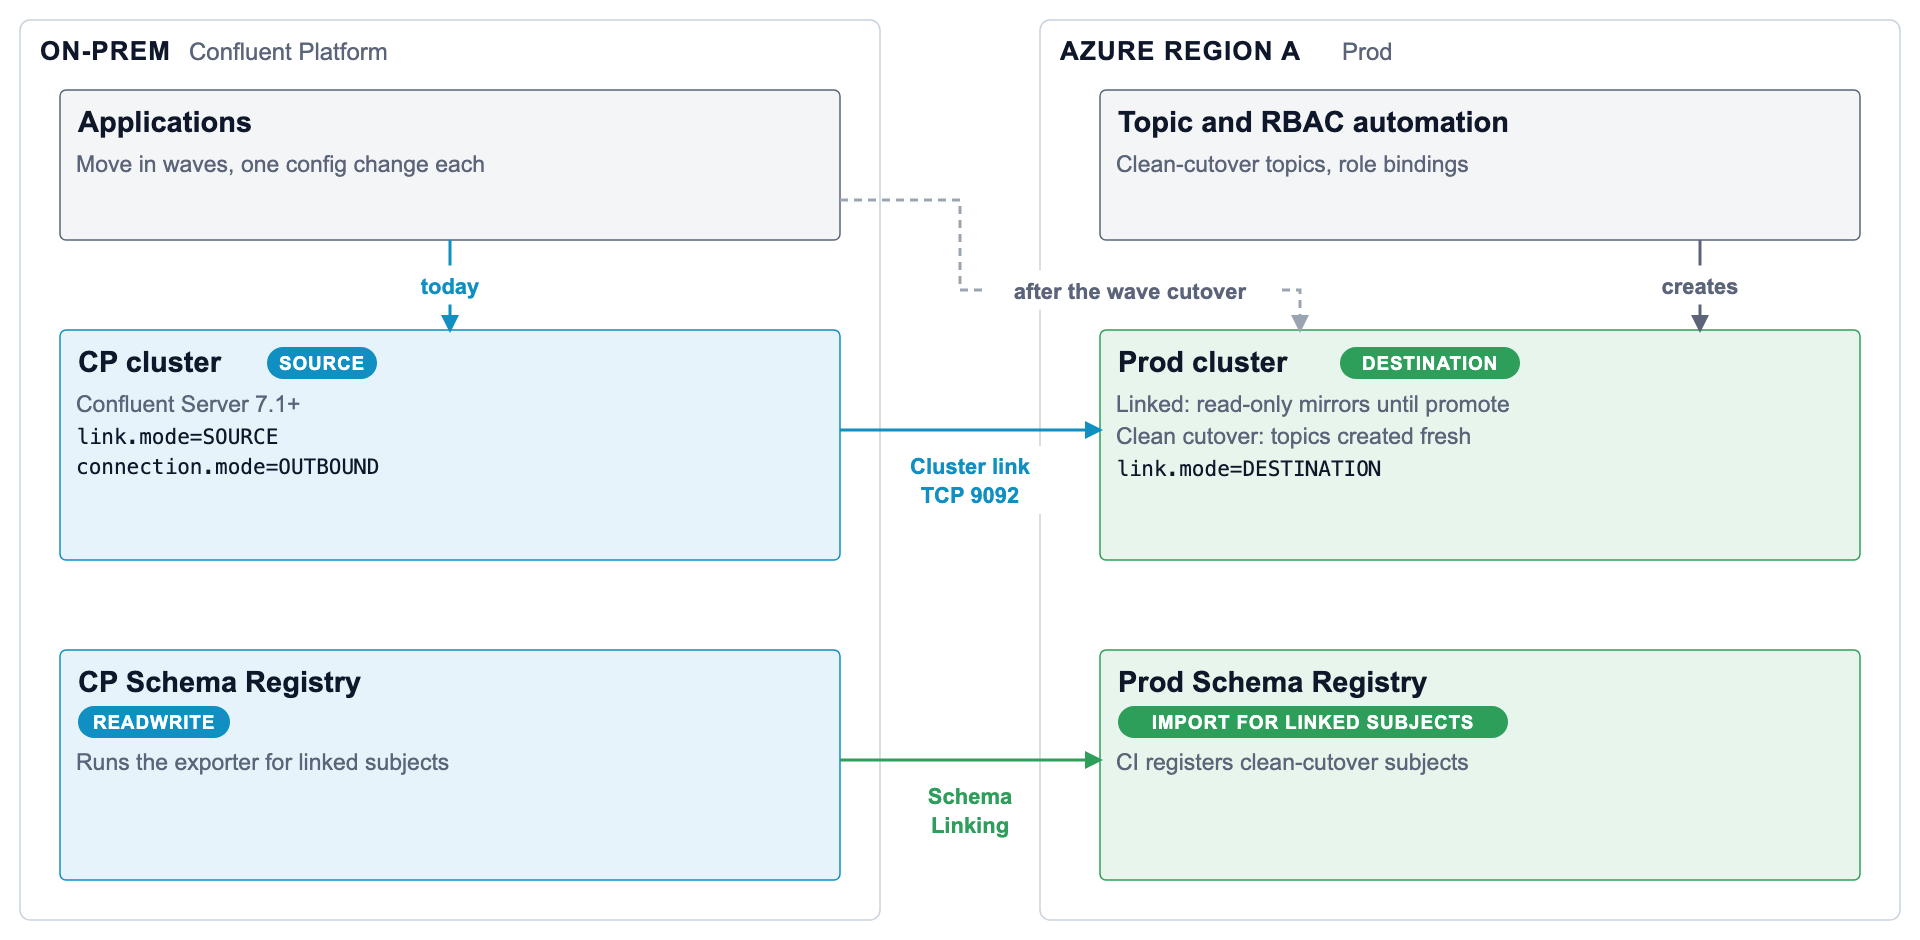 ON-PREM Confluent Platform
Applications
Move in waves, one config change each
today
CP cluster SOURCE
Confluent Server 7.1+
link.mode=SOURCE
connection.mode=OUTBOUND
CP Schema Registry
READWRITE
Runs the exporter for linked subjects
after the wave cutover
Cluster link
TCP 9092
Schema
Linking
AZURE REGION A Prod
Topic and RBAC automation
Clean-cutover topics, role bindings
creates
Prod cluster DESTINATION
Linked: read-only mirrors until promote
Clean cutover: topics created fresh
link.mode=DESTINATION
Prod Schema Registry
IMPORT FOR LINKED SUBJECTS
CI registers clean-cutover subjects